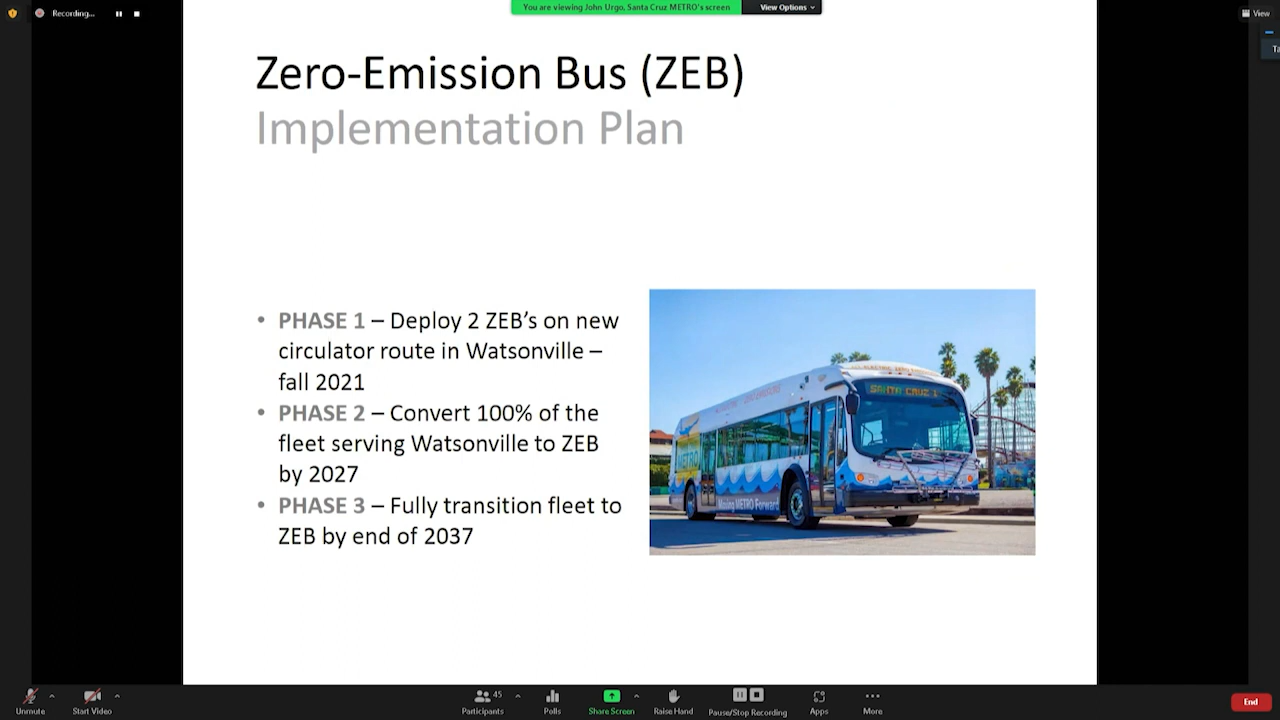 Recording...
You are viewing John Urgo, Santa Cruz METRO's screen
View Options
View
Zero-Emission Bus (ZEB)
Implementation Plan
• PHASE 1 – Deploy 2 ZEB's on new
circulator route in Watsonville –
fall 2021
• PHASE 2 – Convert 100% of the
fleet serving Watsonville to ZEB
by 2027
• PHASE 3 – Fully transition fleet to
ZEB by end of 2037
SANTA CRUZ
METRO
Moving METRO Forward
Unmute
Start Video
45
Participants
Polls
Share Screen
Raise Hand
Pause/Stop Recording
Apps
More
End